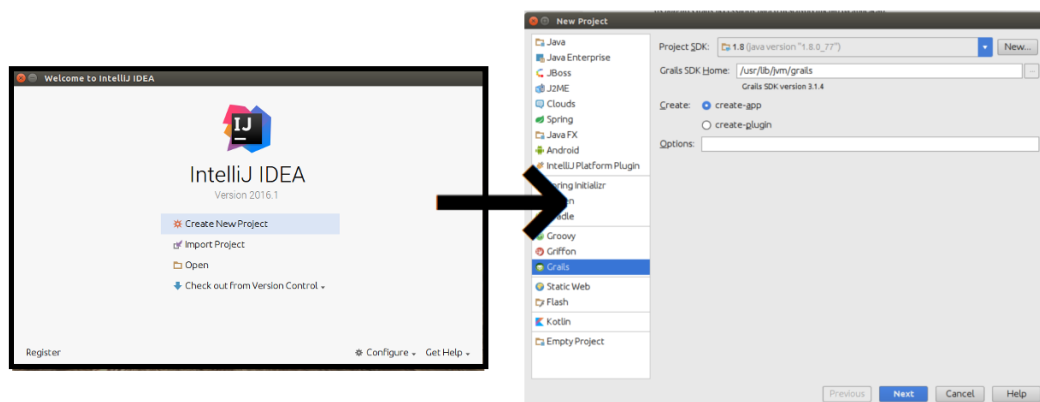 Welcome to IntelliJ IDEA
IJ
IntelliJ IDEA
Version 2016.1
Create New Project
Import Project
Open
Check out from Version Control
Register
Configure
Get Help
New Project
Java
Java Enterprise
JBoss
J2ME
Clouds
Spring
Java FX
Android
IntelliJ Platform Plugin
Initializr
Groovy
Griffon
Grails
Static Web
Flash
Kotlin
Empty Project
Project SDK: 1.8 (java version "1.8.0_77") New...
Grails SDK Home: /usr/lib/jvm/grails ...
Grails SDK version 3.1.4
Create: create-app
create-plugin
Options:
Previous Next Cancel Help